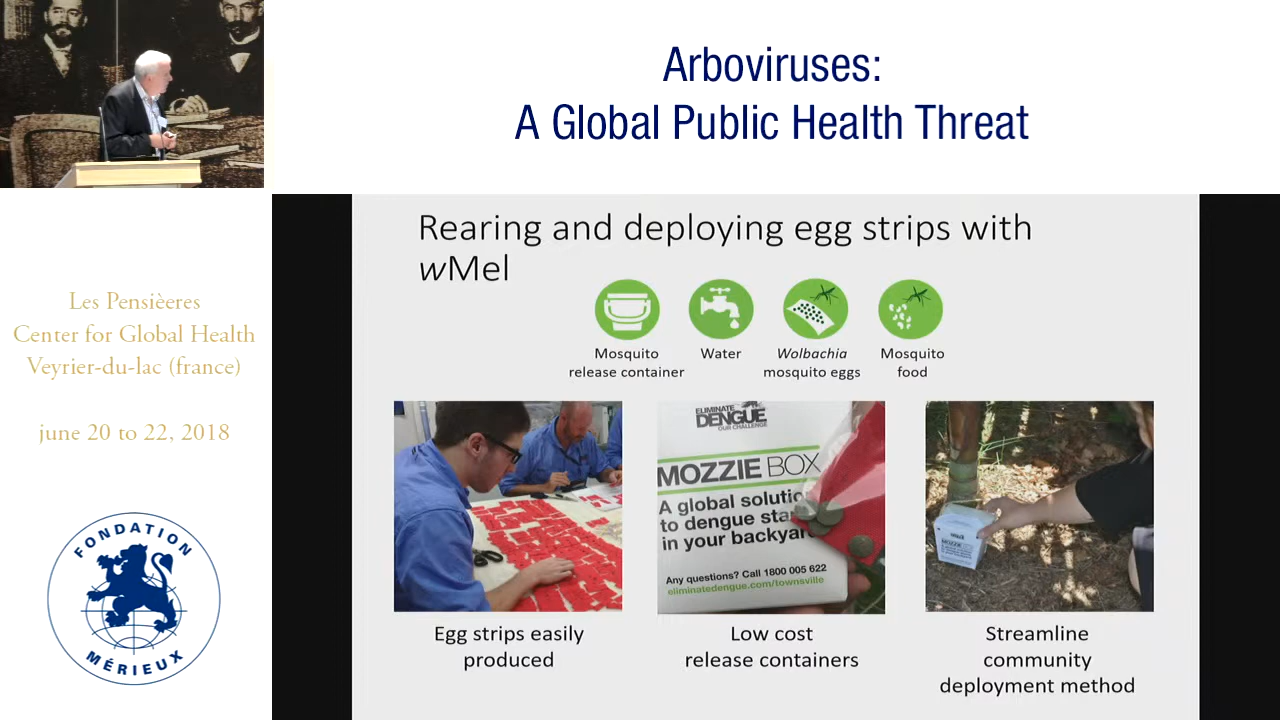 Arboviruses:
A Global Public Health Threat
Les Pensièeres
Center for Global Health
Veyrier-du-lac (france)
june 20 to 22, 2018
FONDATION
MÉRIEUX
Rearing and deploying egg strips with
wMel
Mosquito
release container
Water
Wolbachia
mosquito eggs
Mosquito
food
ELIMINATE
DENGUE
OUR CHALLENGE
MOZZIE BOX
A global solutio
to dengue sta
in your backyar
Any questions? Call 1800 005 622
eliminatedengue.com/townsville
MOZZIE
Egg strips easily
produced
Low cost
release containers
Streamline
community
deployment method